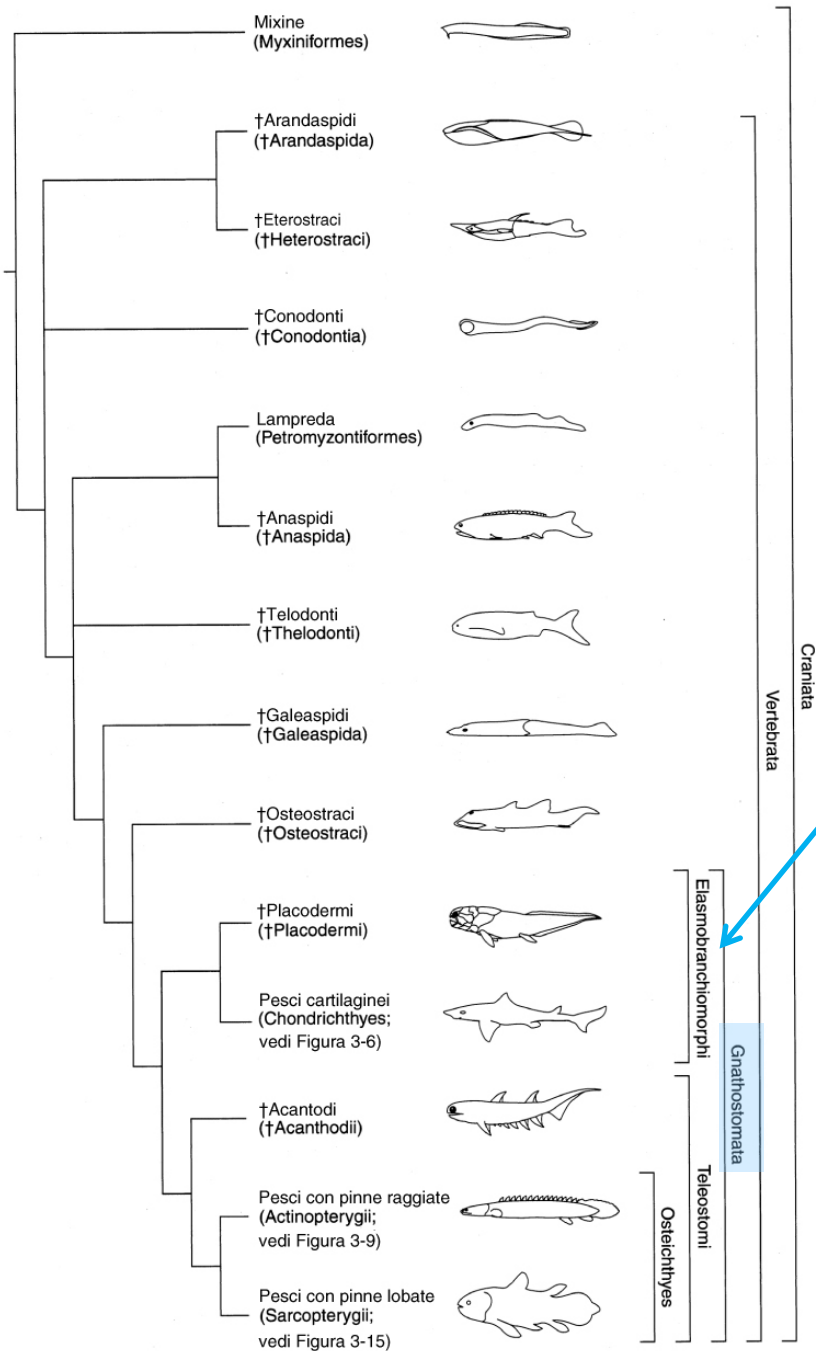 Mixine
(Myxiniformes)
†Arandaspidi
(†Arandaspida)
†Eterostraci
(†Heterostraci)
†Conodonti
(†Conodontia)
Lampreda
(Petromyzontiformes)
†Anaspidi
(†Anaspida)
†Telodonti
(†Thelodonti)
†Galeaspidi
(†Galeaspida)
†Osteostraci
(†Osteostraci)
†Placodermi
(†Placodermi)
Pesci cartilaginei
(Chondrichthyes;
vedi Figura 3-6)
†Acantodi
(†Acanthodii)
Pesci con pinne raggiate
(Actinopterygii;
vedi Figura 3-9)
Pesci con pinne lobate
(Sarcopterygii;
vedi Figura 3-15)
Osteichthyes
Elasmobranchiomorphi
Teleostomi
Gnathostomata
Vertebrata
Craniata